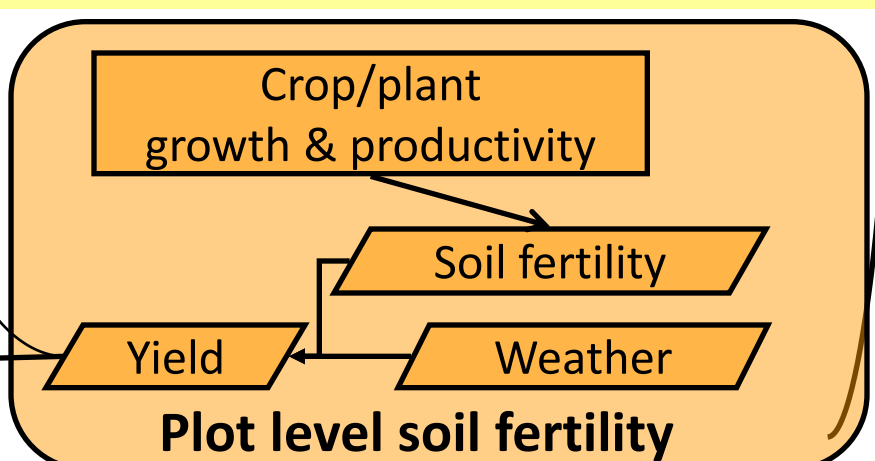 Crop/plant
growth & productivity
Soil fertility
Yield
Weather
Plot level soil fertility